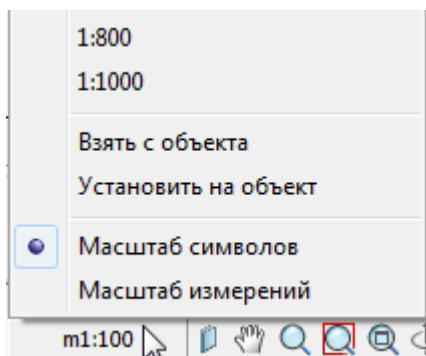 1:800
1:1000
Взять с объекта
Установить на объект
Масштаб символов
Масштаб измерений
m1:100